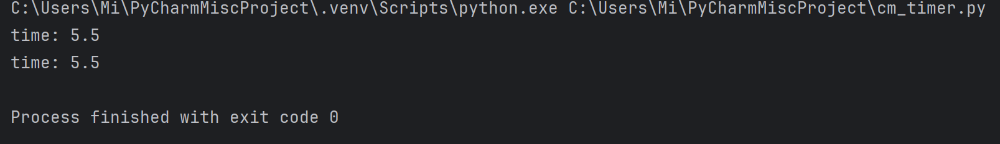 C:\Users\Mi\PyCharmMiscProject\.venv\Scripts\python.exe C:\Users\Mi\PyCharmMiscProject\cm_timer.py
time: 5.5
time: 5.5
Process finished with exit code 0